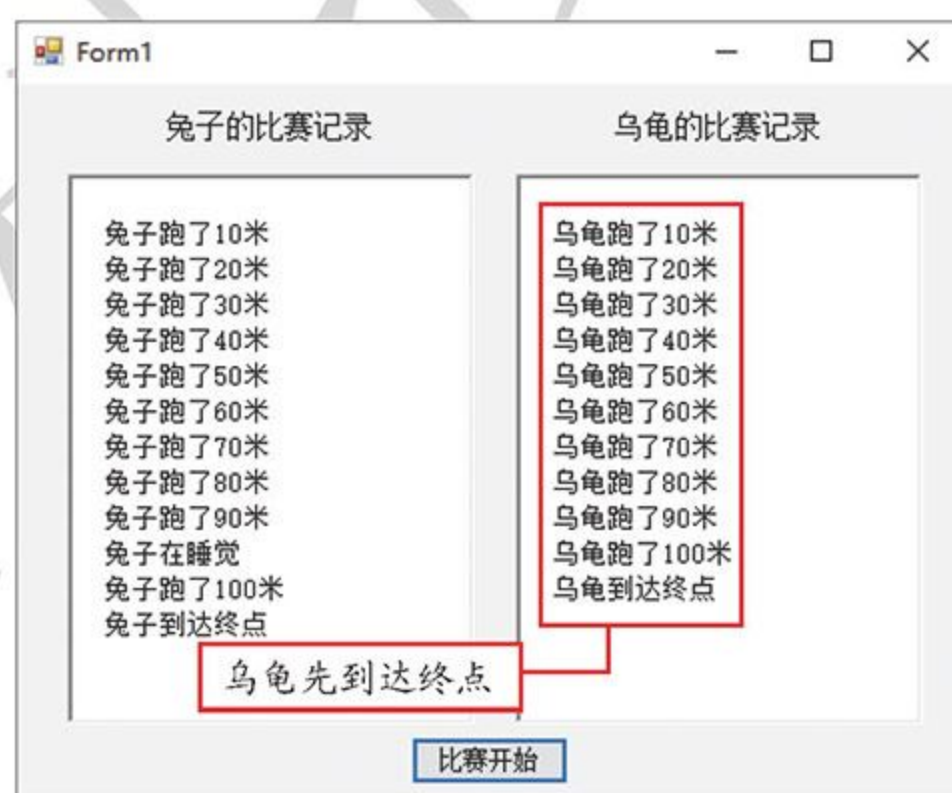 Form1
兔子的比赛记录
乌龟的比赛记录
兔子跑了10米
兔子跑了20米
兔子跑了30米
兔子跑了40米
兔子跑了50米
兔子跑了60米
兔子跑了70米
兔子跑了80米
兔子跑了90米
兔子在睡觉
兔子跑了100米
兔子到达终点
乌龟跑了10米
乌龟跑了20米
乌龟跑了30米
乌龟跑了40米
乌龟跑了50米
乌龟跑了60米
乌龟跑了70米
乌龟跑了80米
乌龟跑了90米
乌龟跑了100米
乌龟到达终点
乌龟先到达终点
比赛开始